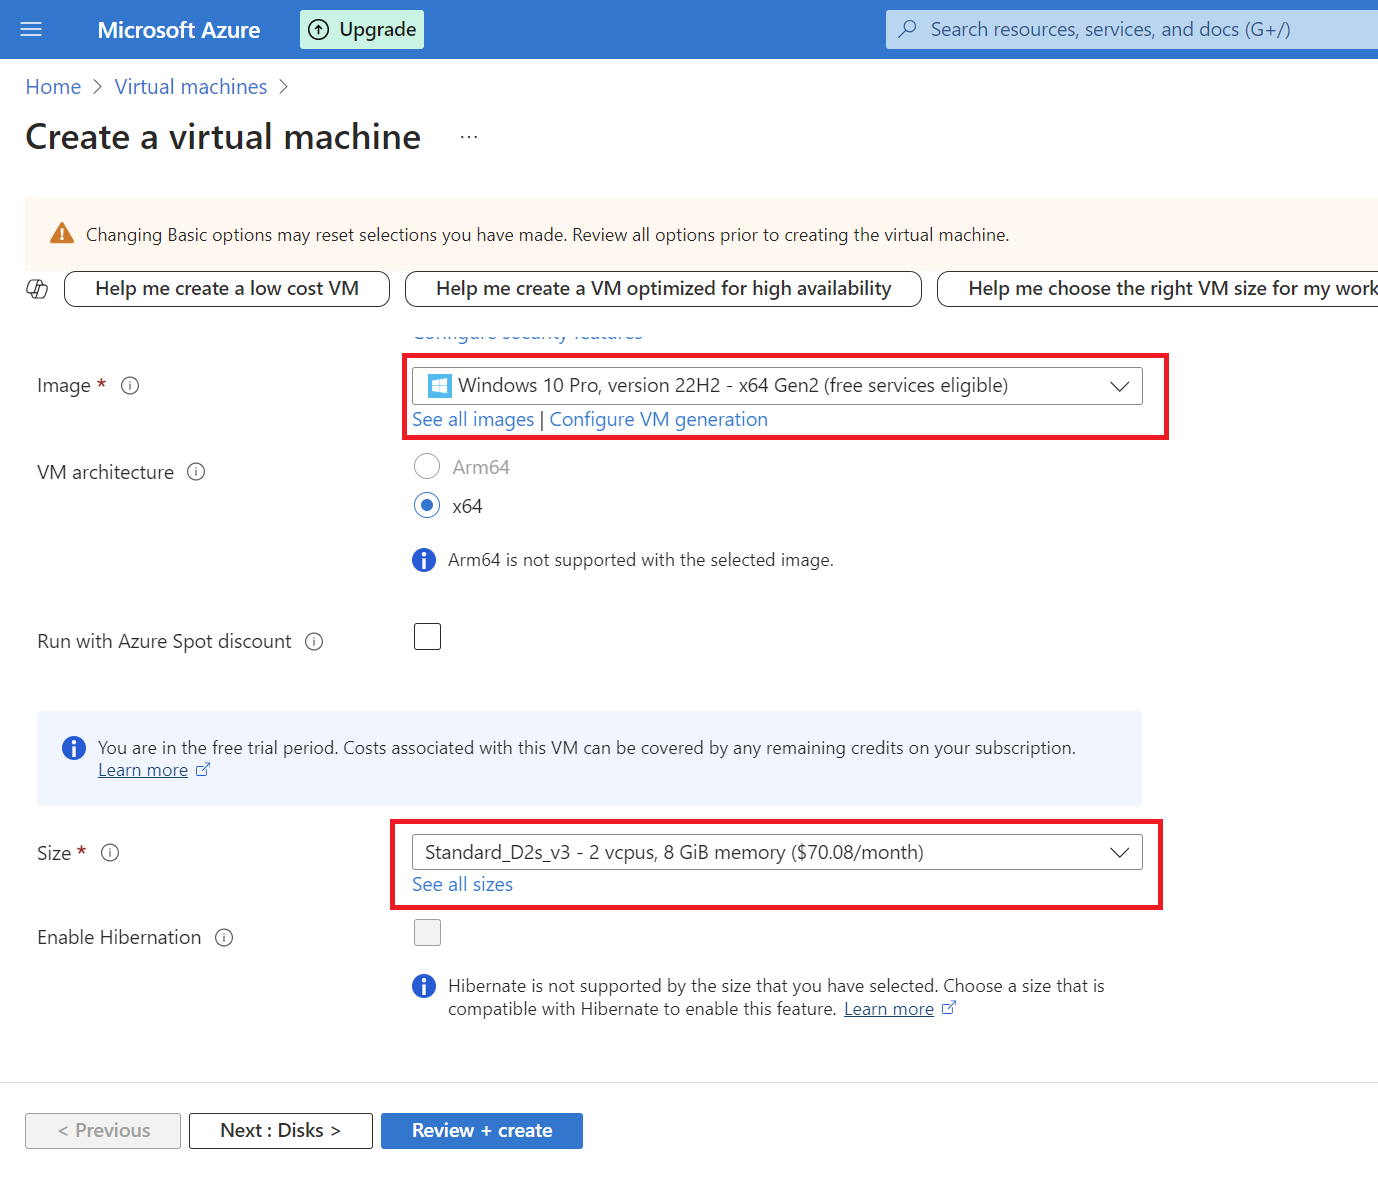 Microsoft Azure
Upgrade
Search resources, services, and docs (G+/)
Home > Virtual machines >
Create a virtual machine ...
Changing Basic options may reset selections you have made. Review all options prior to creating the virtual machine.
Help me create a low cost VM
Help me create a VM optimized for high availability
Help me choose the right VM size for my work
Configure security features
Image *
Windows 10 Pro, version 22H2 - x64 Gen2 (free services eligible)
See all images | Configure VM generation
VM architecture
Arm64
x64
Arm64 is not supported with the selected image.
Run with Azure Spot discount
You are in the free trial period. Costs associated with this VM can be covered by any remaining credits on your subscription.
Learn more
Size *
Standard_D2s_v3 - 2 vcpus, 8 GiB memory ($70.08/month)
See all sizes
Enable Hibernation
Hibernate is not supported by the size that you have selected. Choose a size that is
compatible with Hibernate to enable this feature. Learn more
< Previous
Next : Disks >
Review + create